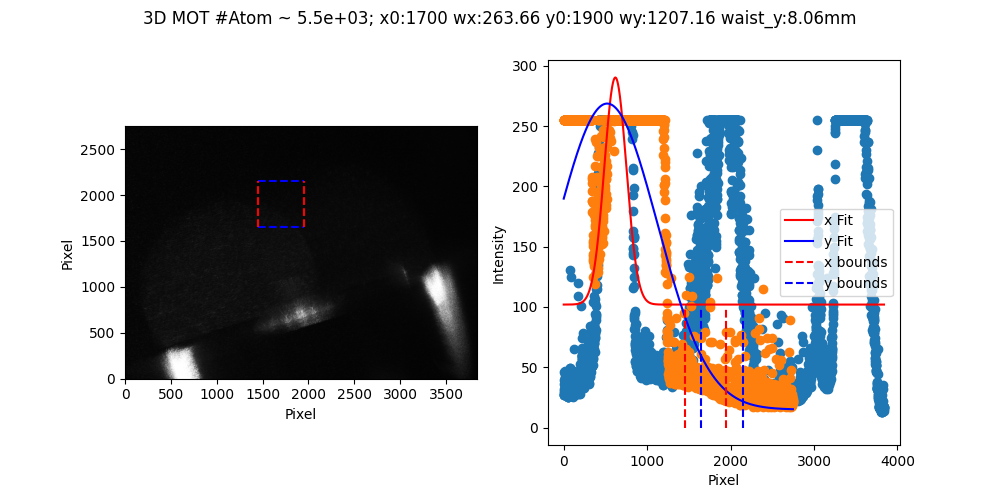 3D MOT #Atom ~ 5.5e+03; x0:1700 wx:263.66 y0:1900 wy:1207.16 waist_y:8.06mm
Pixel
2500
2000
1500
1000
500
0
0 500 1000 1500 2000 2500 3000 3500
Pixel
Intensity
300
250
200
150
100
50
0
x Fit
y Fit
x bounds
y bounds
0 1000 2000 3000 4000
Pixel